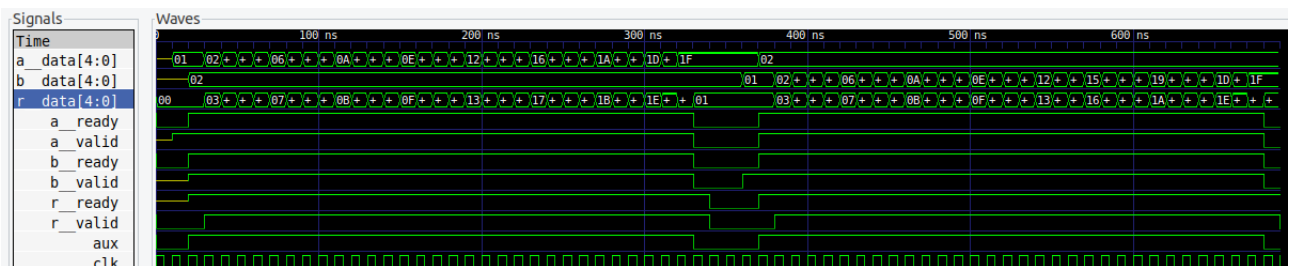 Signals
Waves
Time
0 100 ns 200 ns 300 ns 400 ns 500 ns 600 ns
a__data[4:0] 01 02 + + + 06 + + + 0A + + + 0E + + + 12 + + + 16 + + + 1A + + 1D + 1F 02
b__data[4:0] 02 01 02 + + + 06 + + + 0A + + + 0E + + + 12 + + 15 + + + 19 + + + 1D + 1F
r__data[4:0] 00 03 + + + 07 + + + 0B + + + 0F + + + 13 + + + 17 + + + 1B + + 1E + + 01 03 + + + 07 + + + 0B + + + 0F + + + 13 + + 16 + + + 1A + + + 1E + + +
a__ready
a__valid
b__ready
b__valid
r__ready
r__valid
aux
clk